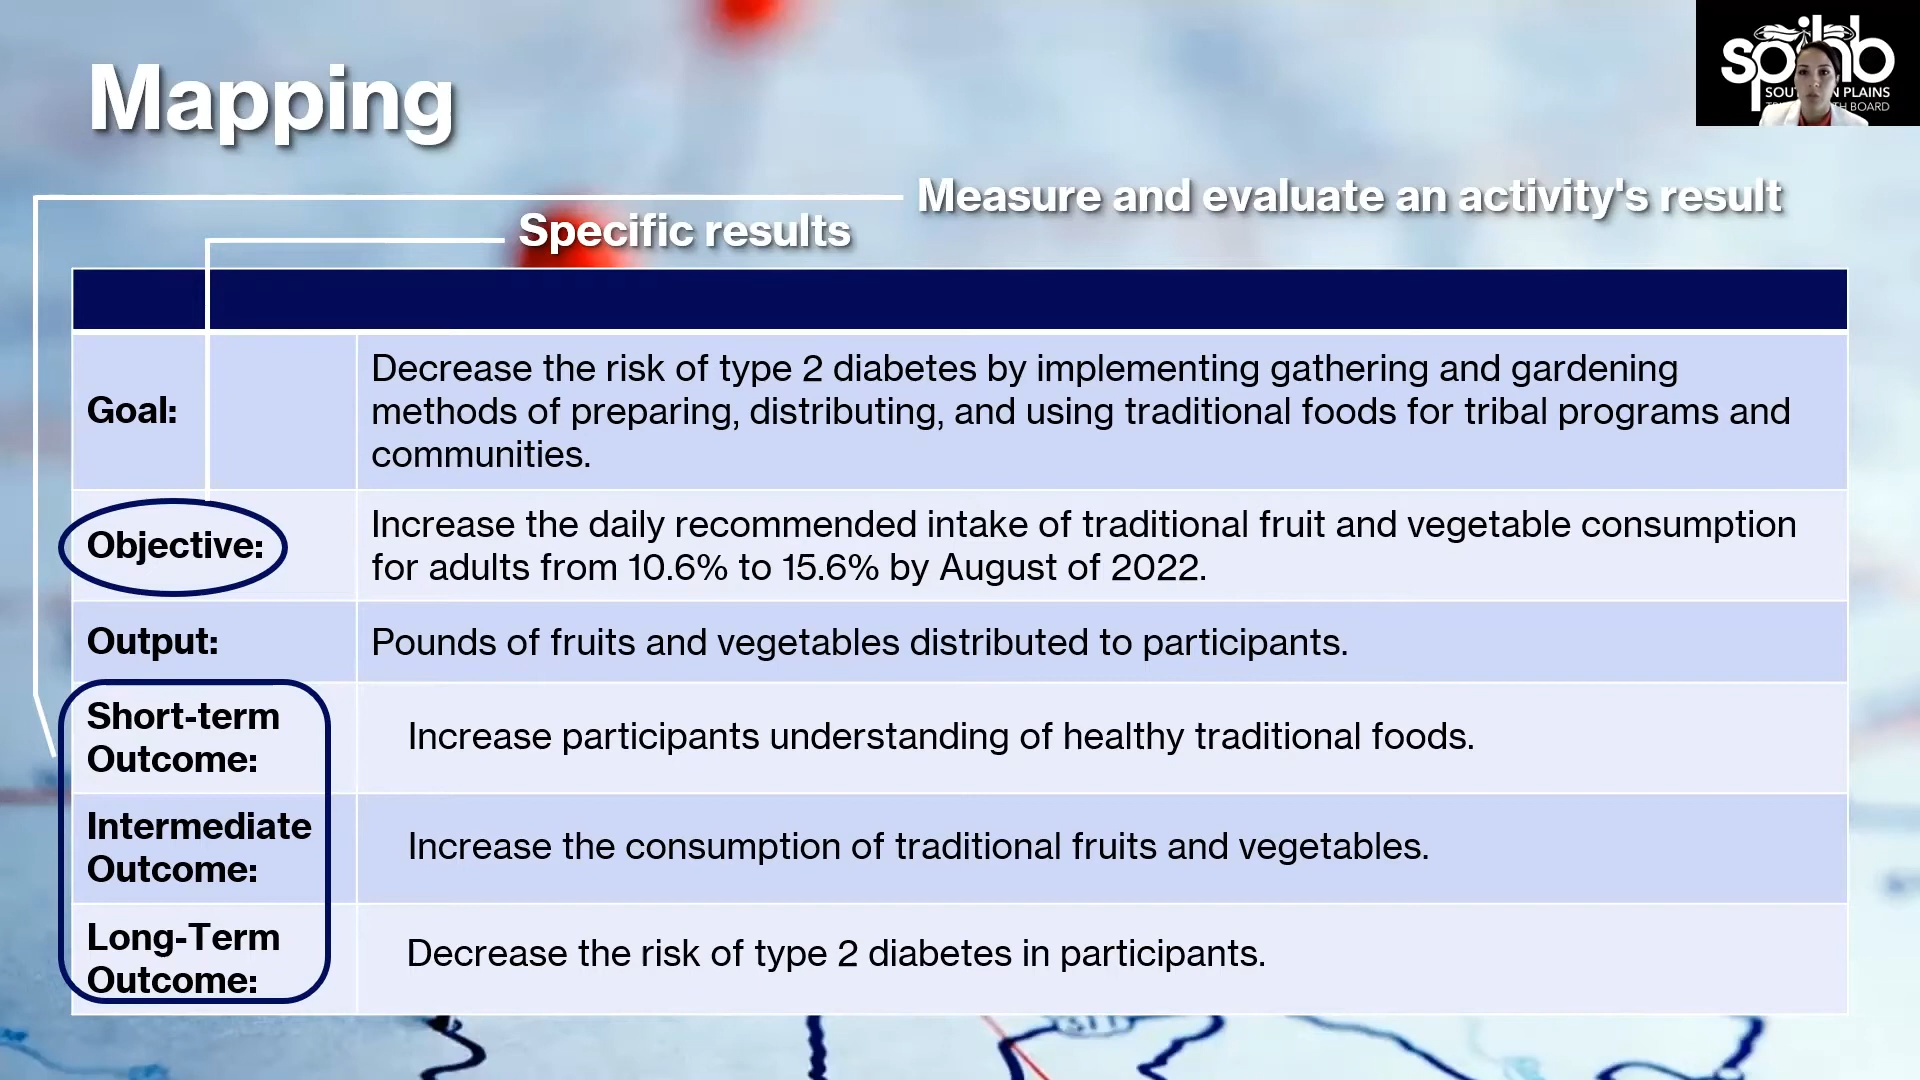 Mapping
spthb
SOUTHERN PLAINS
TRIBAL HEALTH BOARD
Measure and evaluate an activity's result
Specific results
Goal:
Decrease the risk of type 2 diabetes by implementing gathering and gardening
methods of preparing, distributing, and using traditional foods for tribal programs and
communities.
Objective:
Increase the daily recommended intake of traditional fruit and vegetable consumption
for adults from 10.6% to 15.6% by August of 2022.
Output:
Pounds of fruits and vegetables distributed to participants.
Short-term
Outcome:
Increase participants understanding of healthy traditional foods.
Intermediate
Outcome:
Increase the consumption of traditional fruits and vegetables.
Long-Term
Outcome:
Decrease the risk of type 2 diabetes in participants.